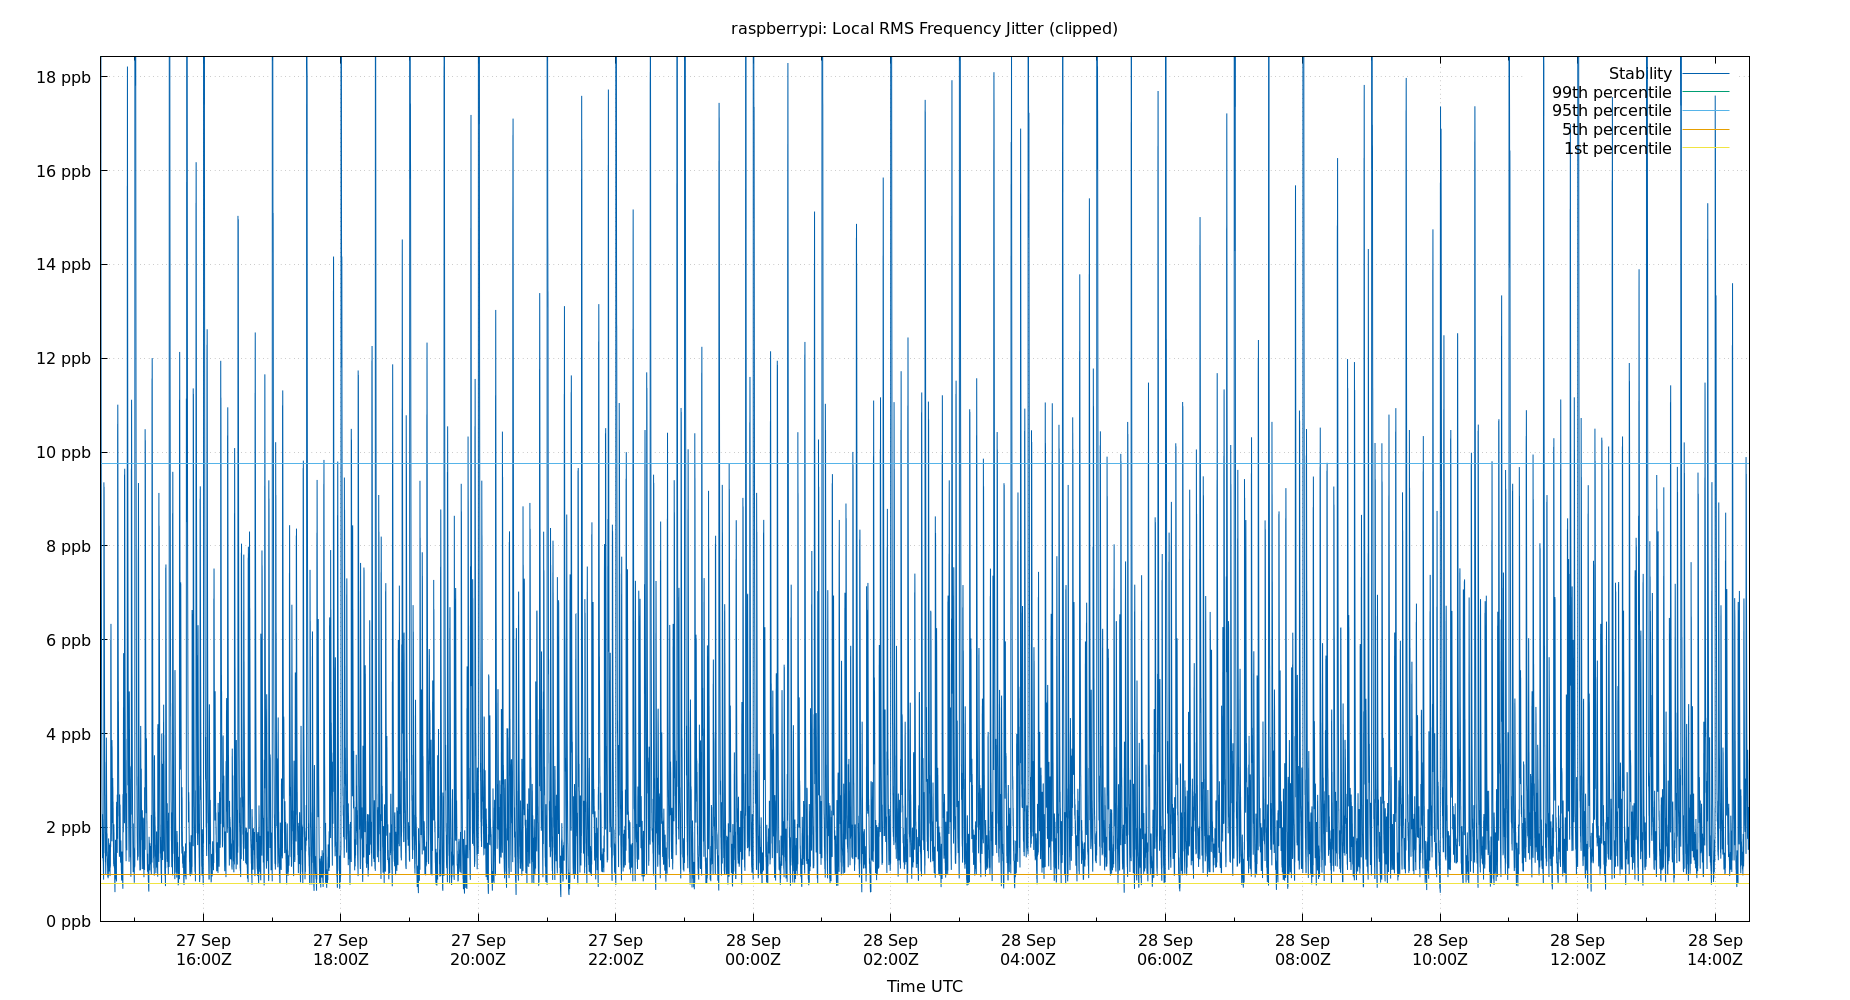 raspberrypi: Local RMS Frequency Jitter (clipped)
18 ppb
16 ppb
14 ppb
12 ppb
10 ppb
8 ppb
6 ppb
4 ppb
2 ppb
0 ppb
Stability
99th percentile
95th percentile
5th percentile
1st percentile
27 Sep 27 Sep 27 Sep 27 Sep 28 Sep 28 Sep 28 Sep 28 Sep 28 Sep 28 Sep 28 Sep 28 Sep
16:00Z 18:00Z 20:00Z 22:00Z 00:00Z 02:00Z 04:00Z 06:00Z 08:00Z 10:00Z 12:00Z 14:00Z
Time UTC